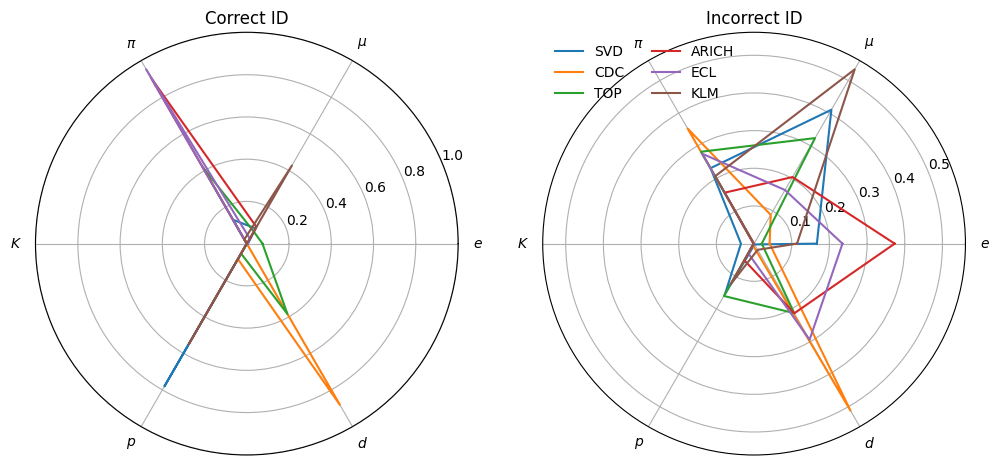 Correct ID
π
μ
1.0
0.8
0.6
0.4
0.2
K
e
p
d
Incorrect ID
π
μ
SVD
CDC
TOP
ARICH
ECL
KLM
0.5
0.4
0.3
0.2
0.1
K
e
p
d